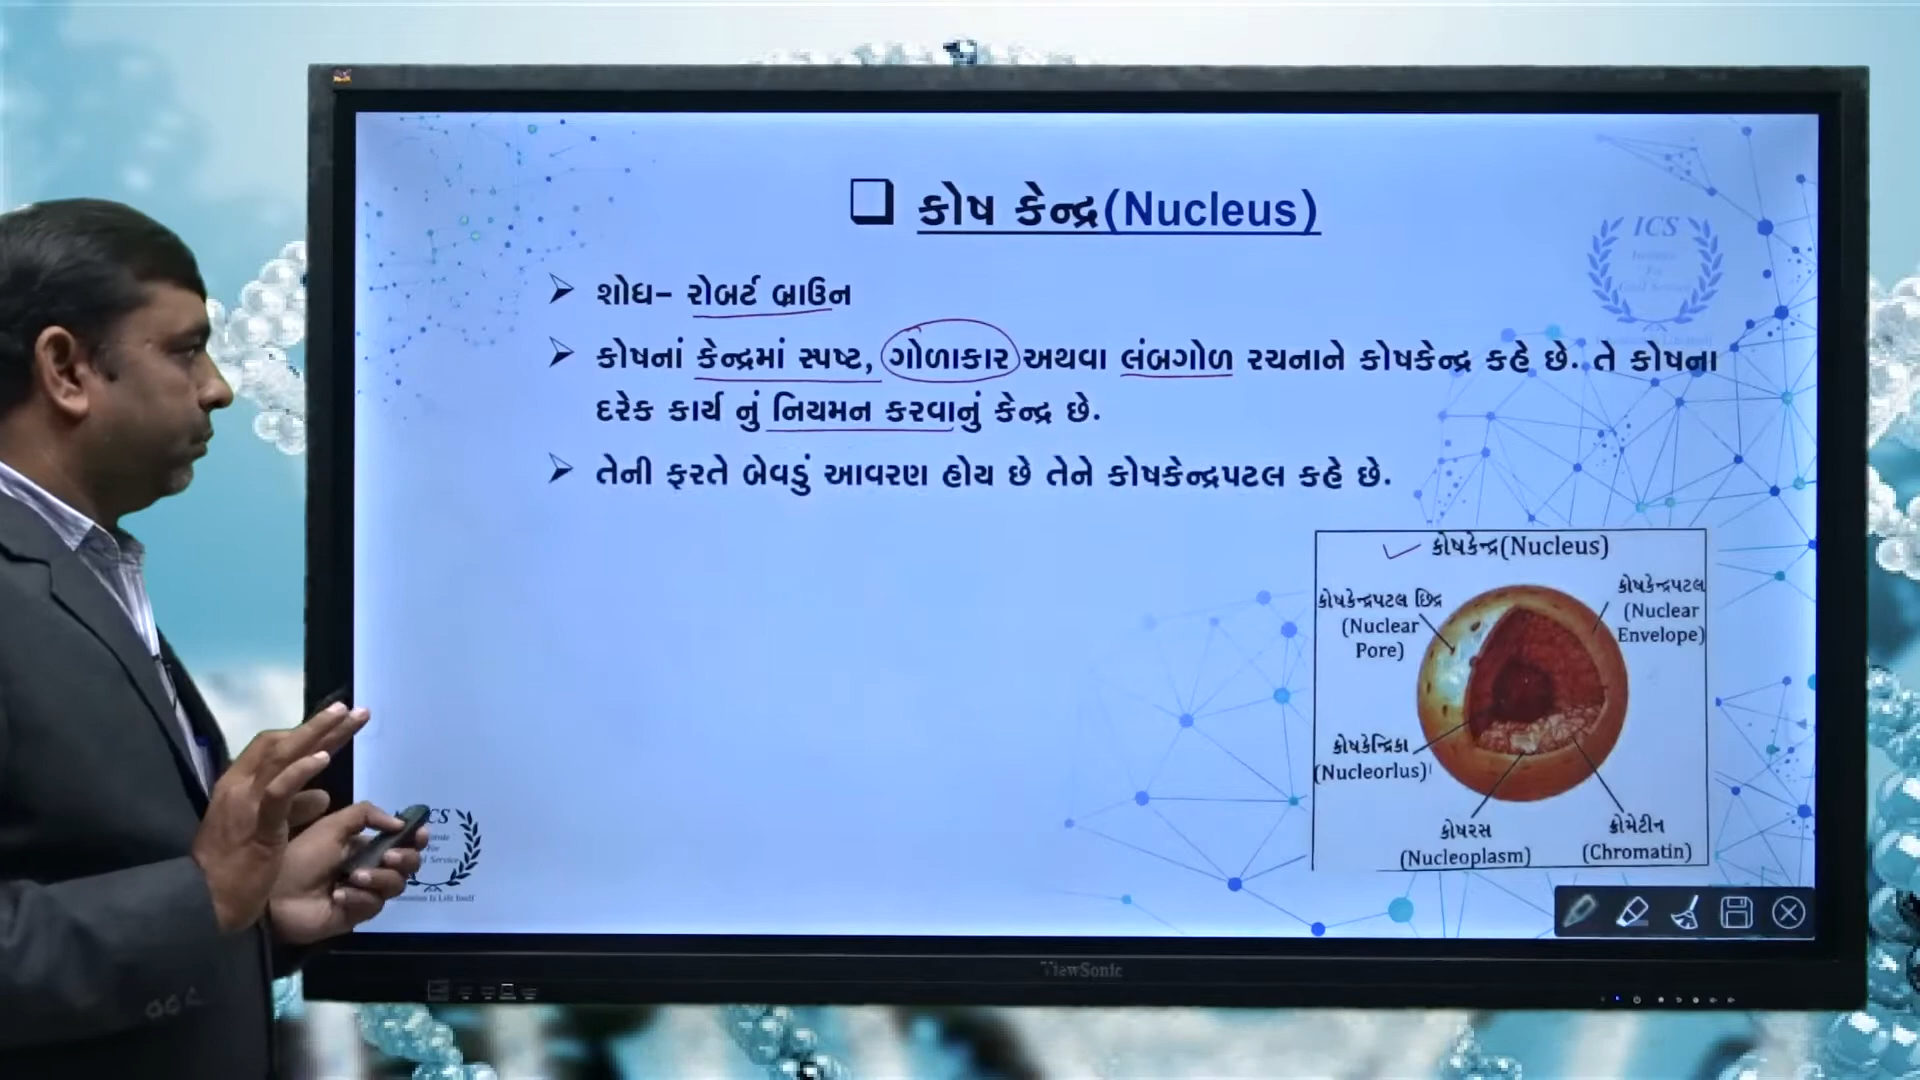 ❑ કોષ કેન્દ્ર(Nucleus)
ICS
➢ શોધ– રોબર્ટ બ્રાઉન
➢ કોષનાં કેન્દ્રમાં સ્પષ્ટ, ગોળાકાર અથવા લંબગોળ રચનાને કોષકેન્દ્ર કહે છે. તે કોષના
દરેક કાર્ય નું નિયમન કરવાનું કેન્દ્ર છે.
➢ તેની ફરતે બેવડું આવરણ હોય છે તેને કોષકેન્દ્રપટલ કહે છે.
કોષકેન્દ્ર(Nucleus)
કોષકેન્દ્રપટલ છિદ્ર
(Nuclear
Pore)
કોષકેન્દ્રપટલ
(Nuclear
Envelope)
કોષકેન્દ્રિકા
(Nucleorlus)
કોષરસ
(Nucleoplasm)
ક્રોમેટીન
(Chromatin)
CS
ViewSonic